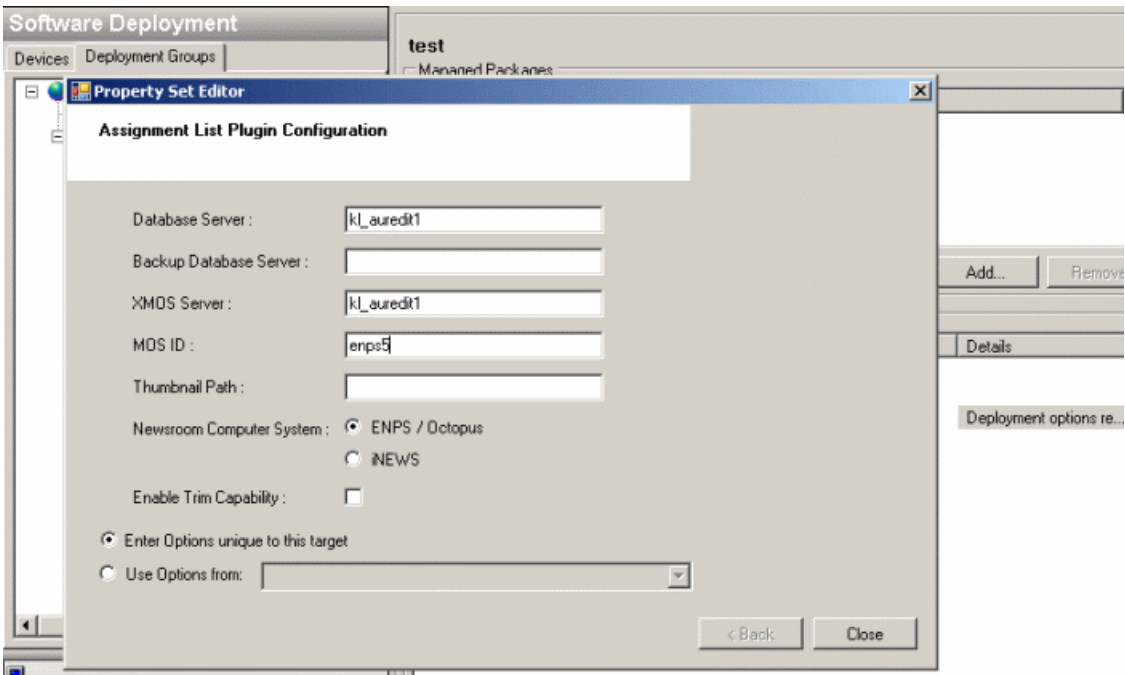 Software Deployment
Devices
Deployment Groups
test
Managed Packages
Property Set Editor
Assignment List Plugin Configuration
Database Server :
kl_auredit1
Backup Database Server :
XMOS Server :
kl_auredit1
MOS ID :
enps5
Thumbnail Path :
Newsroom Computer System :
ENPS / Octopus
iNEWS
Enable Trim Capability :
Enter Options unique to this target
Use Options from:
< Back
Close
Add...
Remove
Details
Deployment options re...